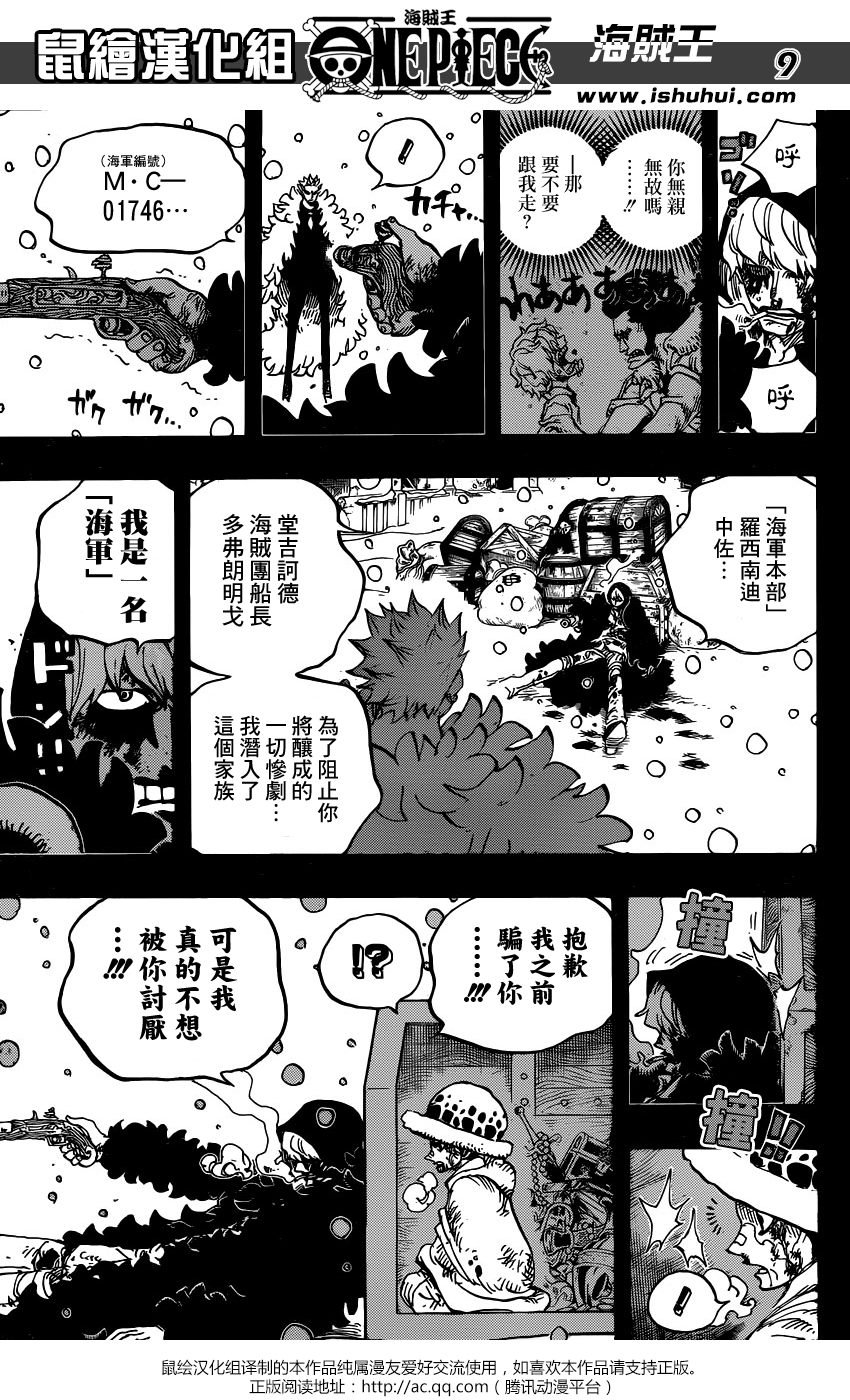 鼠繪漢化組
海賊王
ONE PIECE
海賊王
9
www.ishuhui.com
呼
ゴッ…
呼
你無親
無故嗎
……!!
—那
要不要
跟我走?
わああああ
!
カチャ…
(海軍編號)
M・C—
01746…
ガク
ガク…
「海軍本部」
羅西南迪
中佐…
堂吉訶德
海賊團船長
多弗朗明戈
為了阻止你
將釀成的
一切慘劇…
我潛入了
這個家族
我是一名
「海軍」
ドン
撞
撞!!
!
抱歉
我之前
騙了你
……!!!
!?
可是我
真的不想
被你討厭
……!!!
鼠绘汉化组译制的本作品纯属漫友爱好交流使用,如喜欢本作品请支持正版。
正版阅读地址:http://ac.qq.com(腾讯动漫平台)